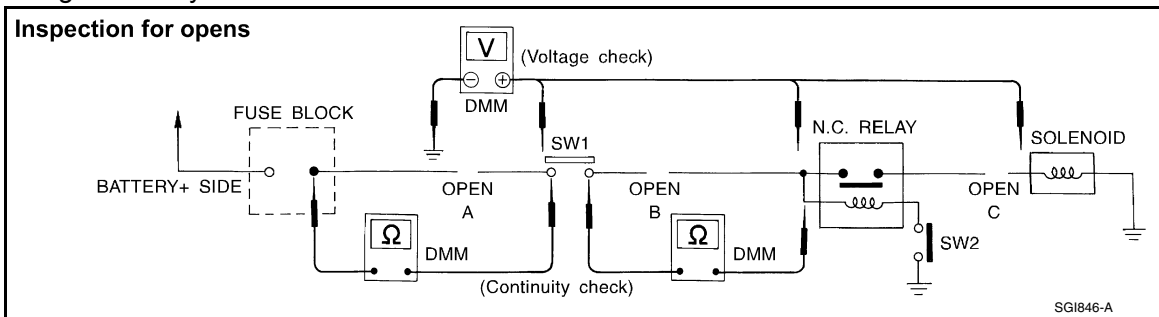 Inspection for opens
V
(Voltage check)
DMM
FUSE BLOCK
N.C. RELAY
SW1
SOLENOID
BATTERY+ SIDE
OPEN
A
OPEN
B
OPEN
C
Ω
DMM
Ω
DMM
SW2
(Continuity check)
SGI846-A